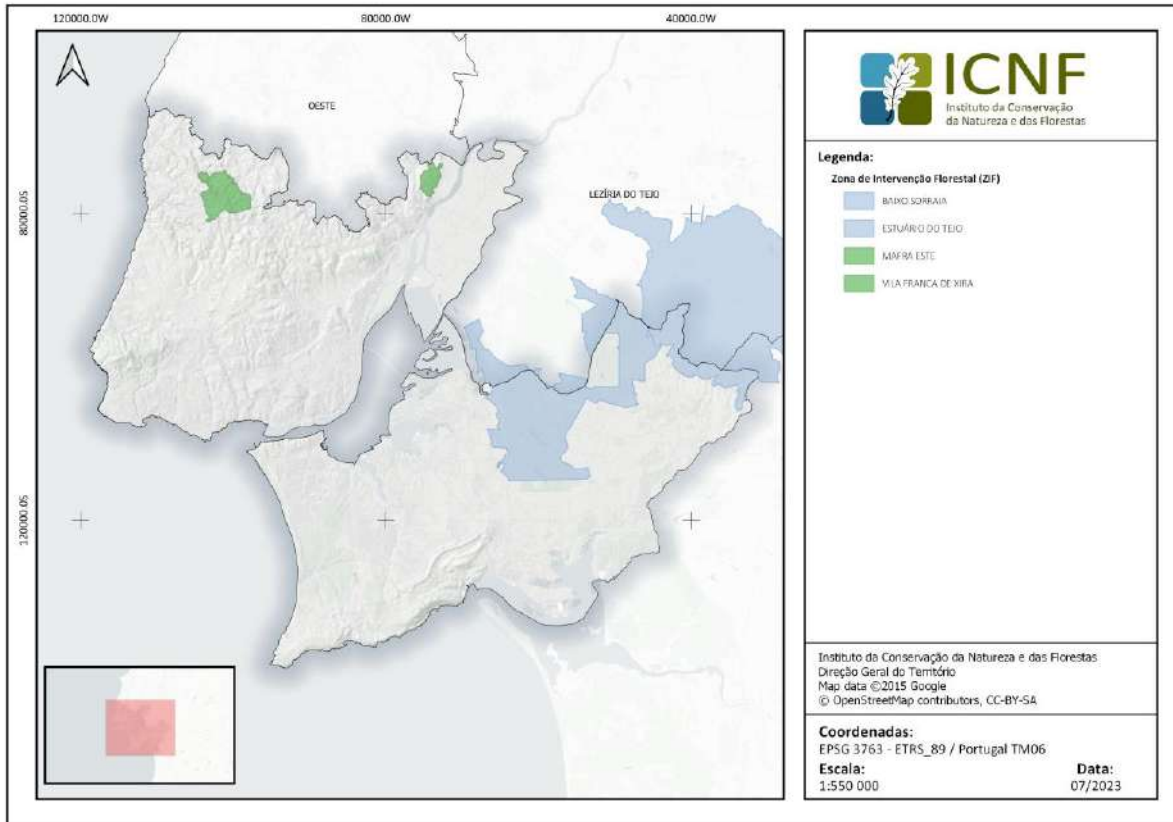 120000.0W
80000.0W
40000.0W
80000.0S
120000.0S
OESTE
LEZÍRIA DO TEJO
ICNF
Instituto da Conservação
da Natureza e das Florestas
Legenda:
Zona de Intervenção Florestal (ZIF)
BAIXO SORRAIA
ESTUÁRIO DO TEJO
MAFRA ESTE
VILA FRANCA DE XIRA
Instituto da Conservação da Natureza e das Florestas
Direção Geral do Território
Map data ©2015 Google
© OpenStreetMap contributors, CC-BY-SA
Coordenadas:
EPSG 3763 - ETRS_89 / Portugal TM06
Escala:
1:550 000
Data:
07/2023